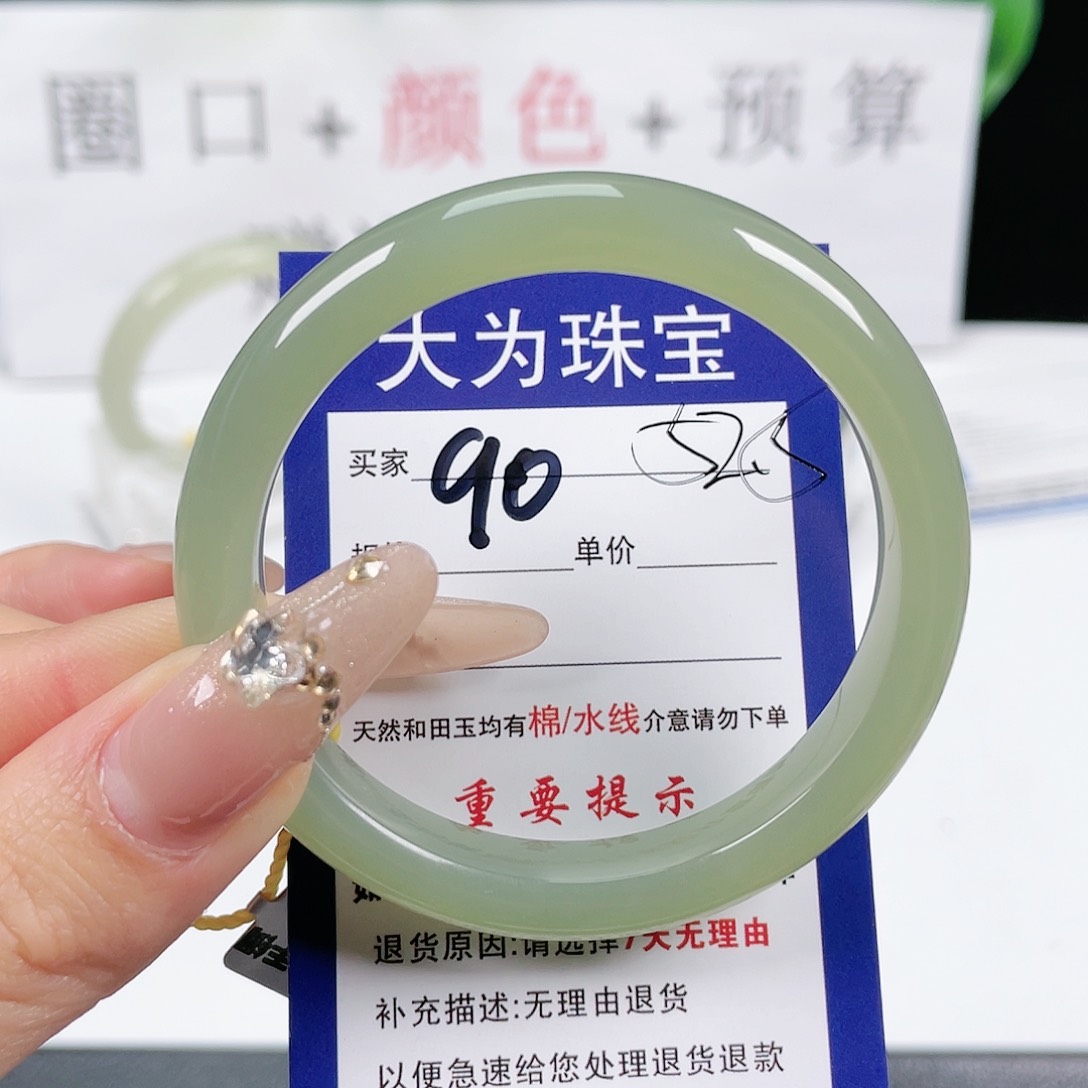 圈口+颜色+预算
大为珠宝
买家 90 52.5
单价
天然和田玉均有棉/水线介意请勿下单
重要提示
退货原因:请选择7天无理由
补充描述:无理由退货
以便急速给您处理退货退款